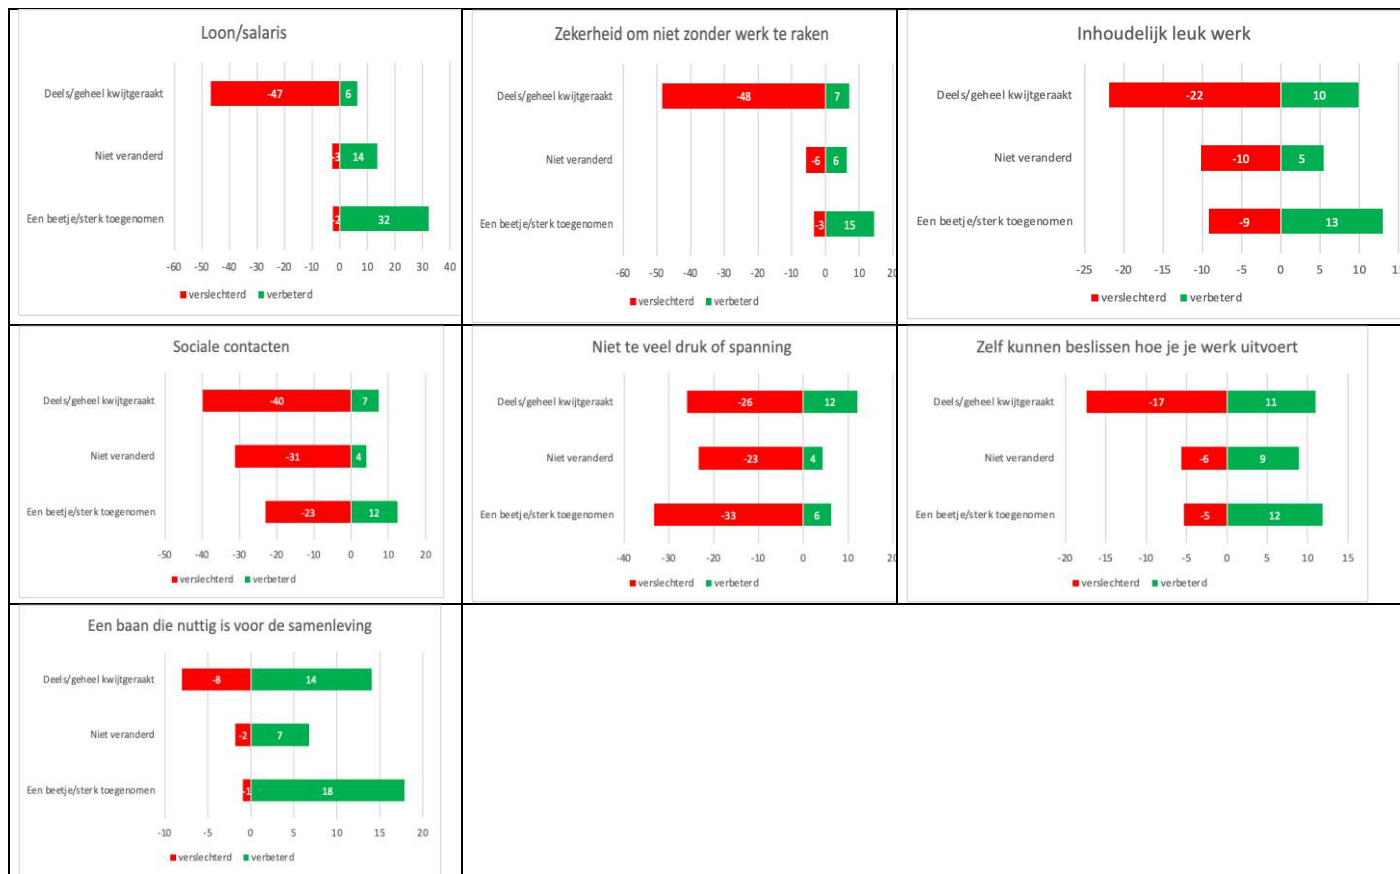 Loon/salaris
Deels/geheel kwijtgeraakt
-47
6
Niet veranderd
-3
14
Een beetje/sterk toegenomen
-2
32
-60 -50 -40 -30 -20 -10 0 10 20 30 40
verslechterd verbeterd
Zekerheid om niet zonder werk te raken
Deels/geheel kwijtgeraakt
-48
7
Niet veranderd
-6
6
Een beetje/sterk toegenomen
-3
15
-60 -50 -40 -30 -20 -10 0 10 20
verslechterd verbeterd
Inhoudelijk leuk werk
Deels/geheel kwijtgeraakt
-22
10
Niet veranderd
-10
5
Een beetje/sterk toegenomen
-9
13
-25 -20 -15 -10 -5 0 5 10 15
verslechterd verbeterd
Sociale contacten
Deels/geheel kwijtgeraakt
-40
7
Niet veranderd
-31
4
Een beetje/sterk toegenomen
-23
12
-50 -40 -30 -20 -10 0 10 20
verslechterd verbeterd
Niet te veel druk of spanning
Deels/geheel kwijtgeraakt
-26
12
Niet veranderd
-23
4
Een beetje/sterk toegenomen
-33
6
-40 -30 -20 -10 0 10 20
verslechterd verbeterd
Zelf kunnen beslissen hoe je je werk uitvoert
Deels/geheel kwijtgeraakt
-17
11
Niet veranderd
-6
9
Een beetje/sterk toegenomen
-5
12
-20 -15 -10 -5 0 5 10 15
verslechterd verbeterd
Een baan die nuttig is voor de samenleving
Deels/geheel kwijtgeraakt
-8
14
Niet veranderd
-2
7
Een beetje/sterk toegenomen
-1
18
-10 -5 0 5 10 15 20
verslechterd verbeterd